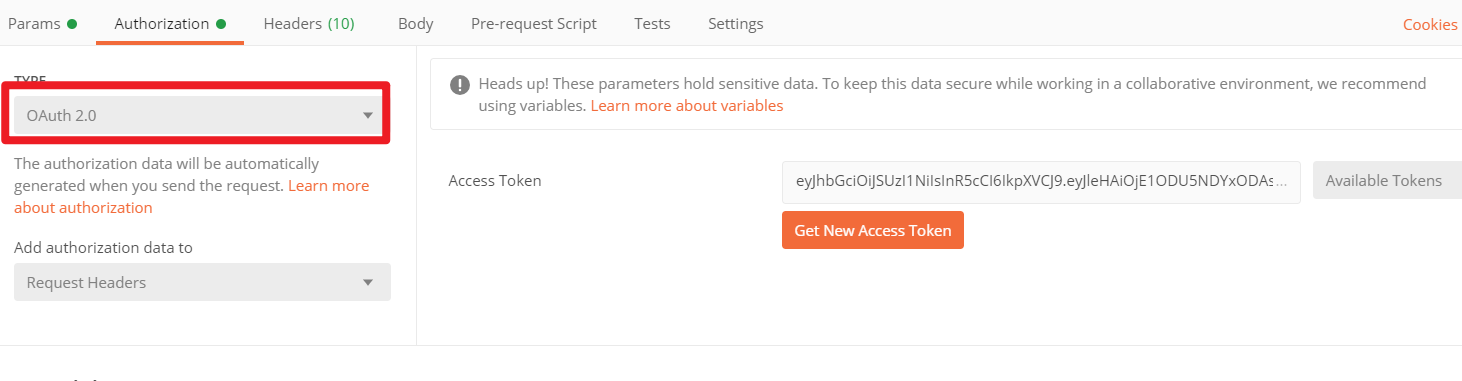 Params Authorization Headers (10) Body Pre-request Script Tests Settings Cookies
TYPE
OAuth 2.0
The authorization data will be automatically
generated when you send the request. Learn more
about authorization
Add authorization data to
Request Headers
Heads up! These parameters hold sensitive data. To keep this data secure while working in a collaborative environment, we recommend
using variables. Learn more about variables
Access Token eyJhbGciOiJSUzI1NiIsInR5cCI6IkpXVCJ9.eyJleHAiOjE1ODU5NDYxODAs... Available Tokens
Get New Access Token